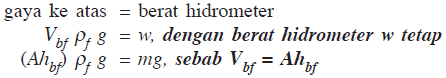 gaya ke atas = berat hidrometer
V_bf ρ_f g = w, dengan berat hidrometer w tetap
(Ah_bf) ρ_f g = mg, sebab V_bf = Ah_bf